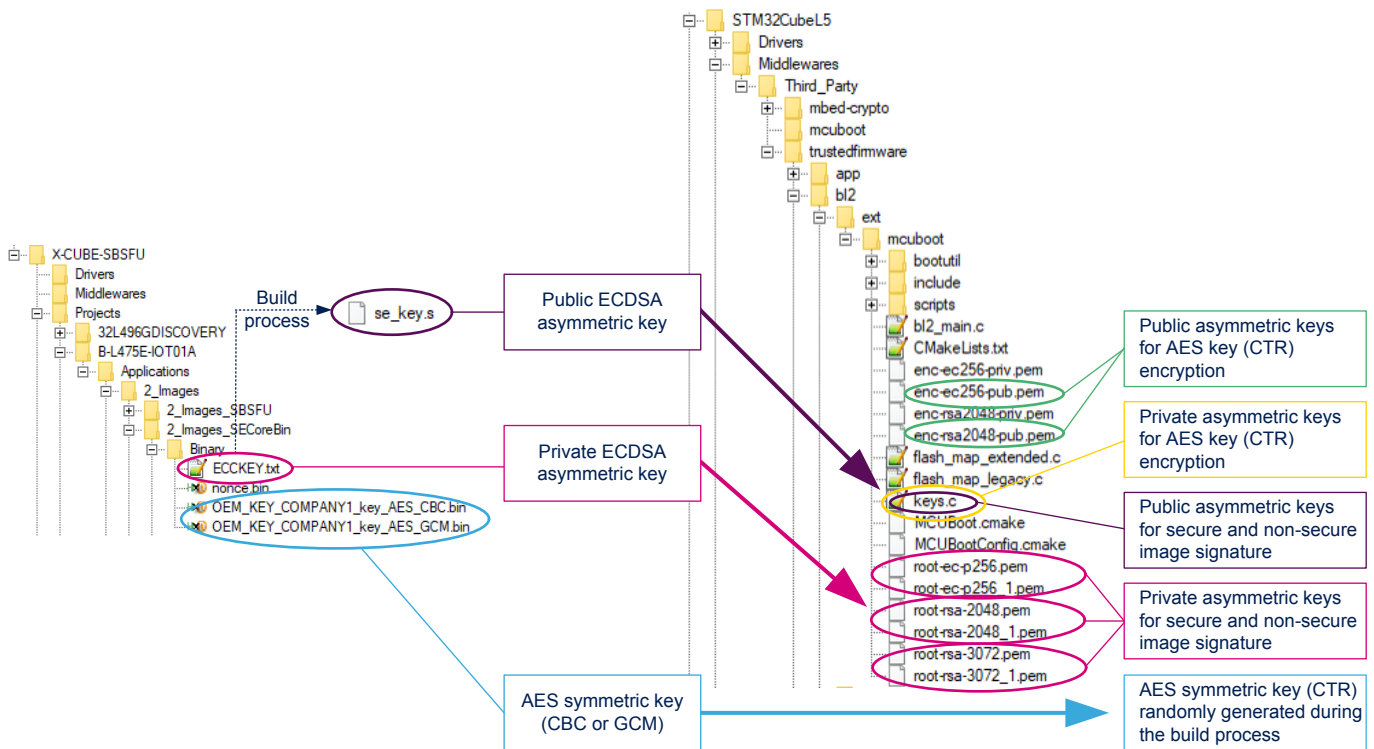 X-CUBE-SBSFU
Drivers
Middlewares
Projects
32L496GDISCOVERY
B-L475E-IOT01A
Applications
2_Images
2_Images_SBSFU
2_Images_SECoreBin
Binary
ECCKEY.txt
nonce.bin
OEM_KEY_COMPANY1_key_AES_CBC.bin
OEM_KEY_COMPANY1_key_AES_GCM.bin
Build
process
se_key.s
Public ECDSA
asymmetric key
Private ECDSA
asymmetric key
AES symmetric key
(CBC or GCM)
STM32CubeL5
Drivers
Middlewares
Third_Party
mbed-crypto
mcuboot
trustedfirmware
app
bl2
ext
mcuboot
bootutil
include
scripts
bl2_main.c
CMakeLists.txt
enc-ec256-priv.pem
enc-ec256-pub.pem
enc-rsa2048-priv.pem
enc-rsa2048-pub.pem
flash_map_extended.c
flash_map_legacy.c
keys.c
MCUBoot.cmake
MCUBootConfig.cmake
root-ec-p256.pem
root-ec-p256_1.pem
root-rsa-2048.pem
root-rsa-2048_1.pem
root-rsa-3072.pem
root-rsa-3072_1.pem
Public asymmetric keys
for AES key (CTR)
encryption
Private asymmetric keys
for AES key (CTR)
encryption
Public asymmetric keys
for secure and non-secure
image signature
Private asymmetric keys
for secure and non-secure
image signature
AES symmetric key (CTR)
randomly generated during
the build process